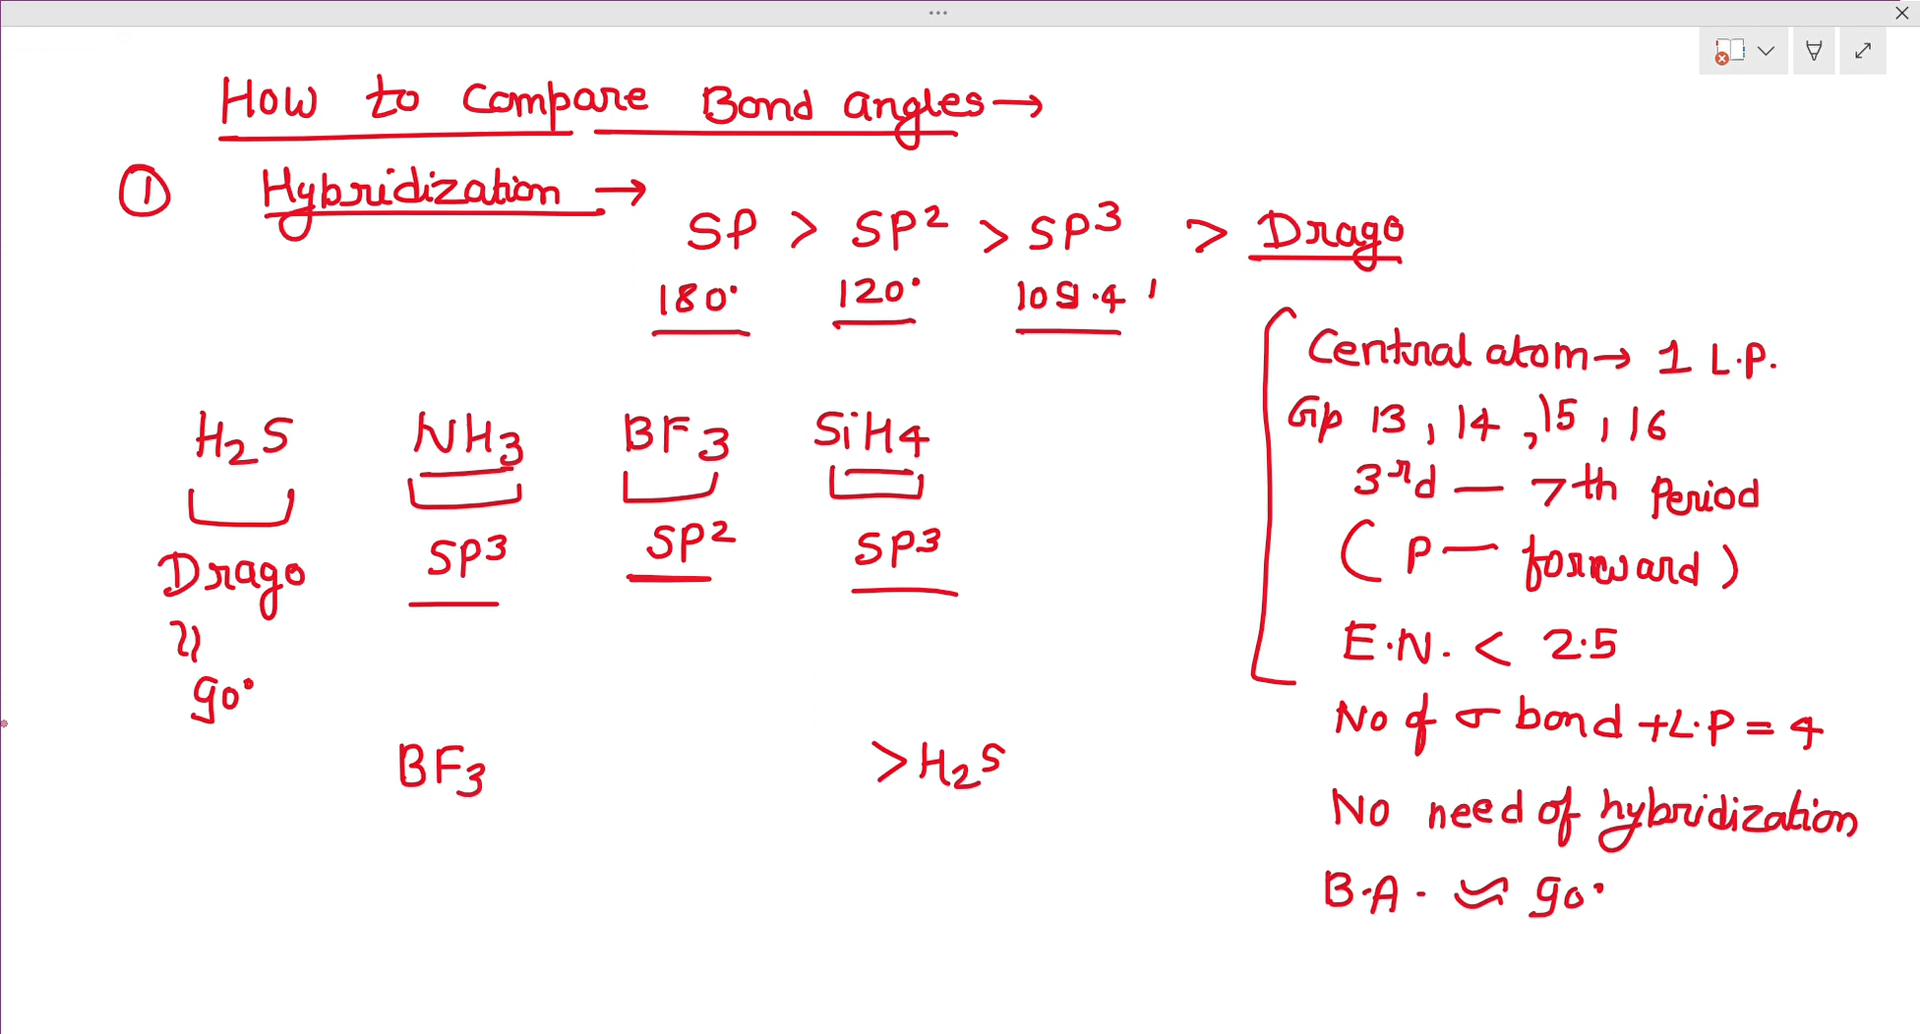 How to compare Bond angles→
① Hybridization →
SP > SP² > SP³ > Drago
180° 120° 109.4'
Central atom → 1 L.P.
Gp 13, 14, 15, 16
3rd — 7th Period
(P — forward)
E.N. < 2.5
No of σ bond + L.P = 4
No need of hybridization
B.A. ≈ 90°
H2S NH3 BF3 SiH4
Drago SP³ SP² SP³
≈
90°
BF3 > H2S